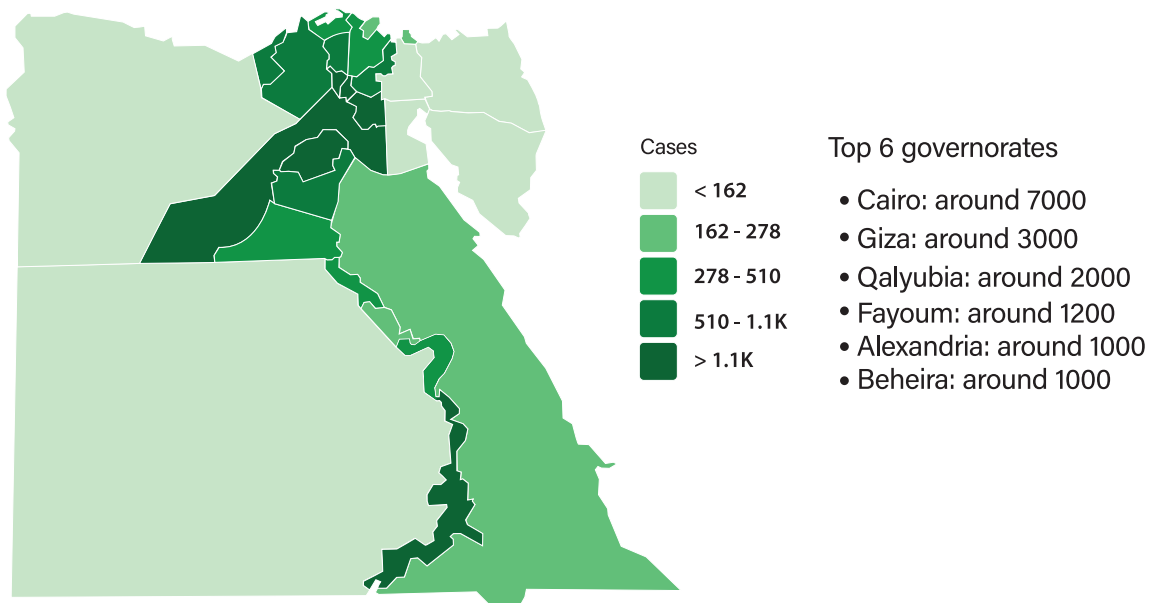 Cases
< 162
162 - 278
278 - 510
510 - 1.1K
> 1.1K
Top 6 governorates
• Cairo: around 7000
• Giza: around 3000
• Qalyubia: around 2000
• Fayoum: around 1200
• Alexandria: around 1000
• Beheira: around 1000